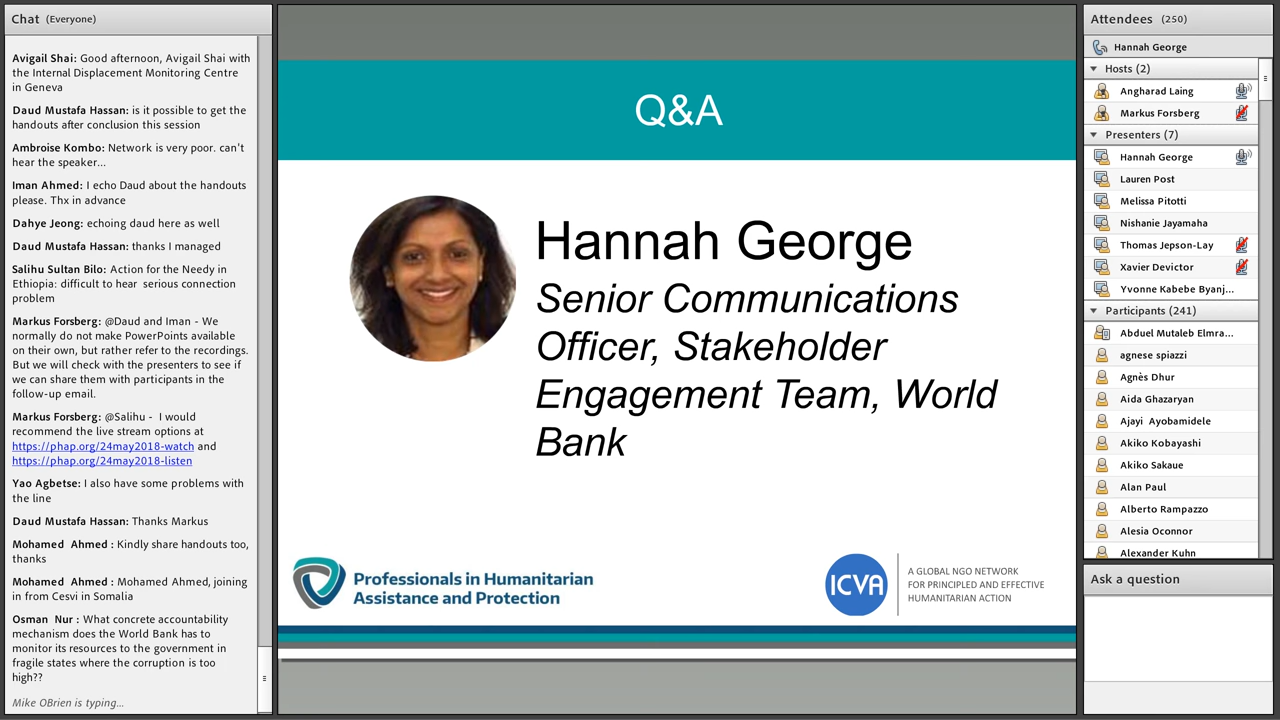 Chat (Everyone)
Avigail Shai: Good afternoon, Avigail Shai with
the Internal Displacement Monitoring Centre
in Geneva
Daud Mustafa Hassan: is it possible to get the
handouts after conclusion this session
Ambroise Kombo: Network is very poor. can't
hear the speaker...
Iman Ahmed: I echo Daud about the handouts
please. Thx in advance
Dahye Jeong: echoing daud here as well
Daud Mustafa Hassan: thanks I managed
Salihu Sultan Bilo: Action for the Needy in
Ethiopia: difficult to hear serious connection
problem
Markus Forsberg: @Daud and Iman - We
normally do not make PowerPoints available
on their own, but rather refer to the recordings.
But we will check with the presenters to see if
we can share them with participants in the
follow-up email.
Markus Forsberg: @Salihu - I would
recommend the live stream options at
https://phap.org/24may2018-watch and
https://phap.org/24may2018-listen
Yao Agbetse: I also have some problems with
the line
Daud Mustafa Hassan: Thanks Markus
Mohamed Ahmed : Kindly share handouts too,
thanks
Mohamed Ahmed : Mohamed Ahmed, joining
in from Cesvi in Somalia
Osman Nur : What concrete accountability
mechanism does the World Bank has to
monitor its resources to the government in
fragile states where the corruption is too
high??
Mike OBrien is typing...
Q&A
Hannah George
Senior Communications
Officer, Stakeholder
Engagement Team, World
Bank
Professionals in Humanitarian
Assistance and Protection
ICVA
A GLOBAL NGO NETWORK
FOR PRINCIPLED AND EFFECTIVE
HUMANITARIAN ACTION
Attendees (250)
Hannah George
Hosts (2)
Angharad Laing
Markus Forsberg
Presenters (7)
Hannah George
Lauren Post
Melissa Pitotti
Nishanie Jayamaha
Thomas Jepson-Lay
Xavier Devictor
Yvonne Kabebe Byanj...
Participants (241)
Abduel Mutaleb Elmra...
agnese spiazzi
Agnès Dhur
Aida Ghazaryan
Ajayi Ayobamidele
Akiko Kobayashi
Akiko Sakaue
Alan Paul
Alberto Rampazzo
Alesia Oconnor
Alexander Kuhn
Ask a question